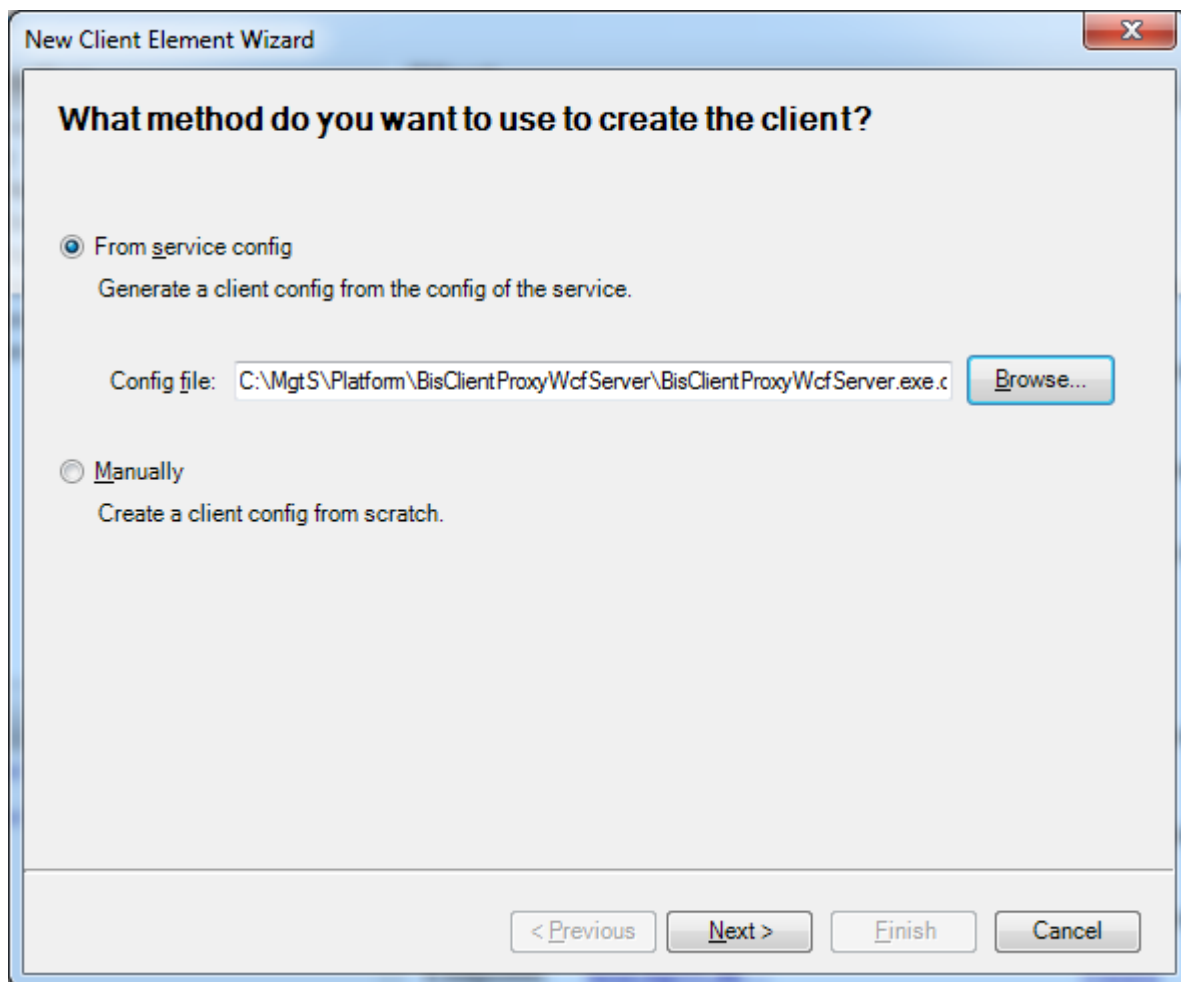 New Client Element Wizard
What method do you want to use to create the client?
From service config
Generate a client config from the config of the service.
Config file: C:\MgtS\Platform\BisClientProxyWcfServer\BisClientProxyWcfServer.exe.c Browse...
Manually
Create a client config from scratch.
< Previous Next > Finish Cancel